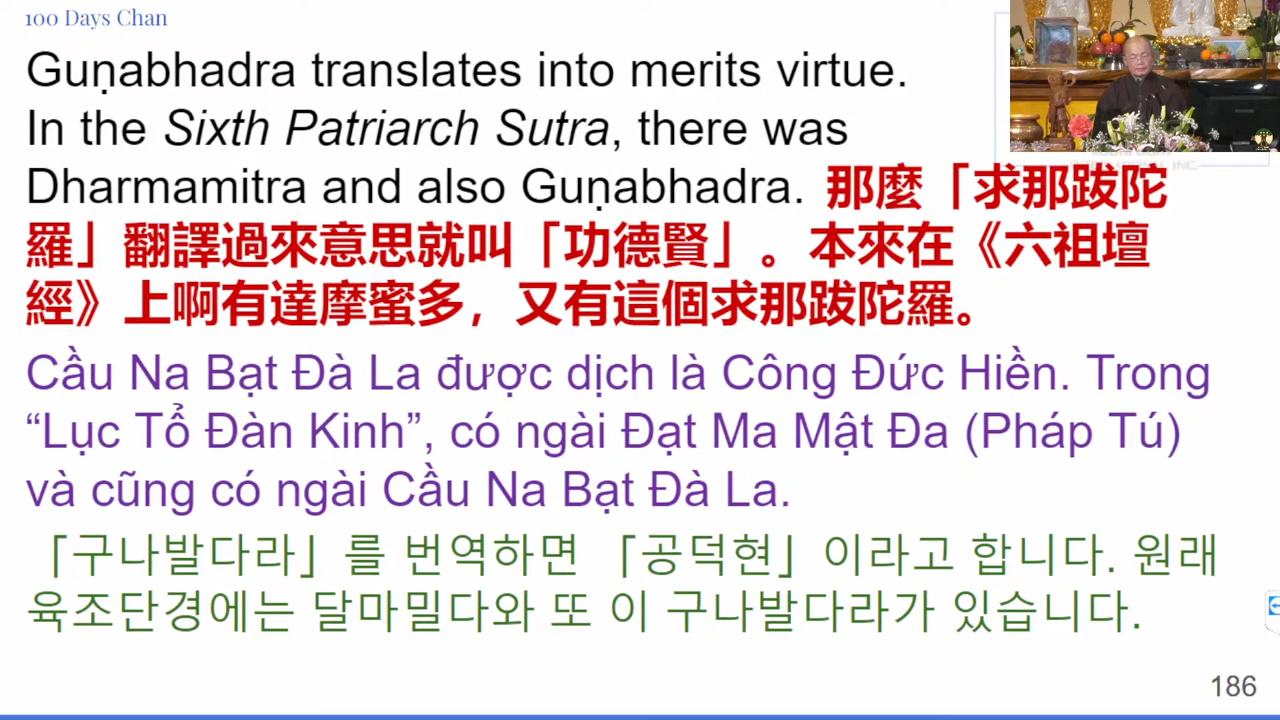 100 Days Chan
Guṇabhadra translates into merits virtue.
In the Sixth Patriarch Sutra, there was
Dharmamitra and also Guṇabhadra. 那麼「求那跋陀
羅」翻譯過來意思就叫「功德賢」。本來在《六祖壇
經》上啊有達摩蜜多，又有這個求那跋陀羅。
Cầu Na Bạt Đà La được dịch là Công Đức Hiền. Trong
“Lục Tổ Đàn Kinh”, có ngài Đạt Ma Mật Đa (Pháp Tú)
và cũng có ngài Cầu Na Bạt Đà La.
「구나발다라」를 번역하면 「공덕현」이라고 합니다. 원래
육조단경에는 달마밀다와 또 이 구나발다라가 있습니다.
186